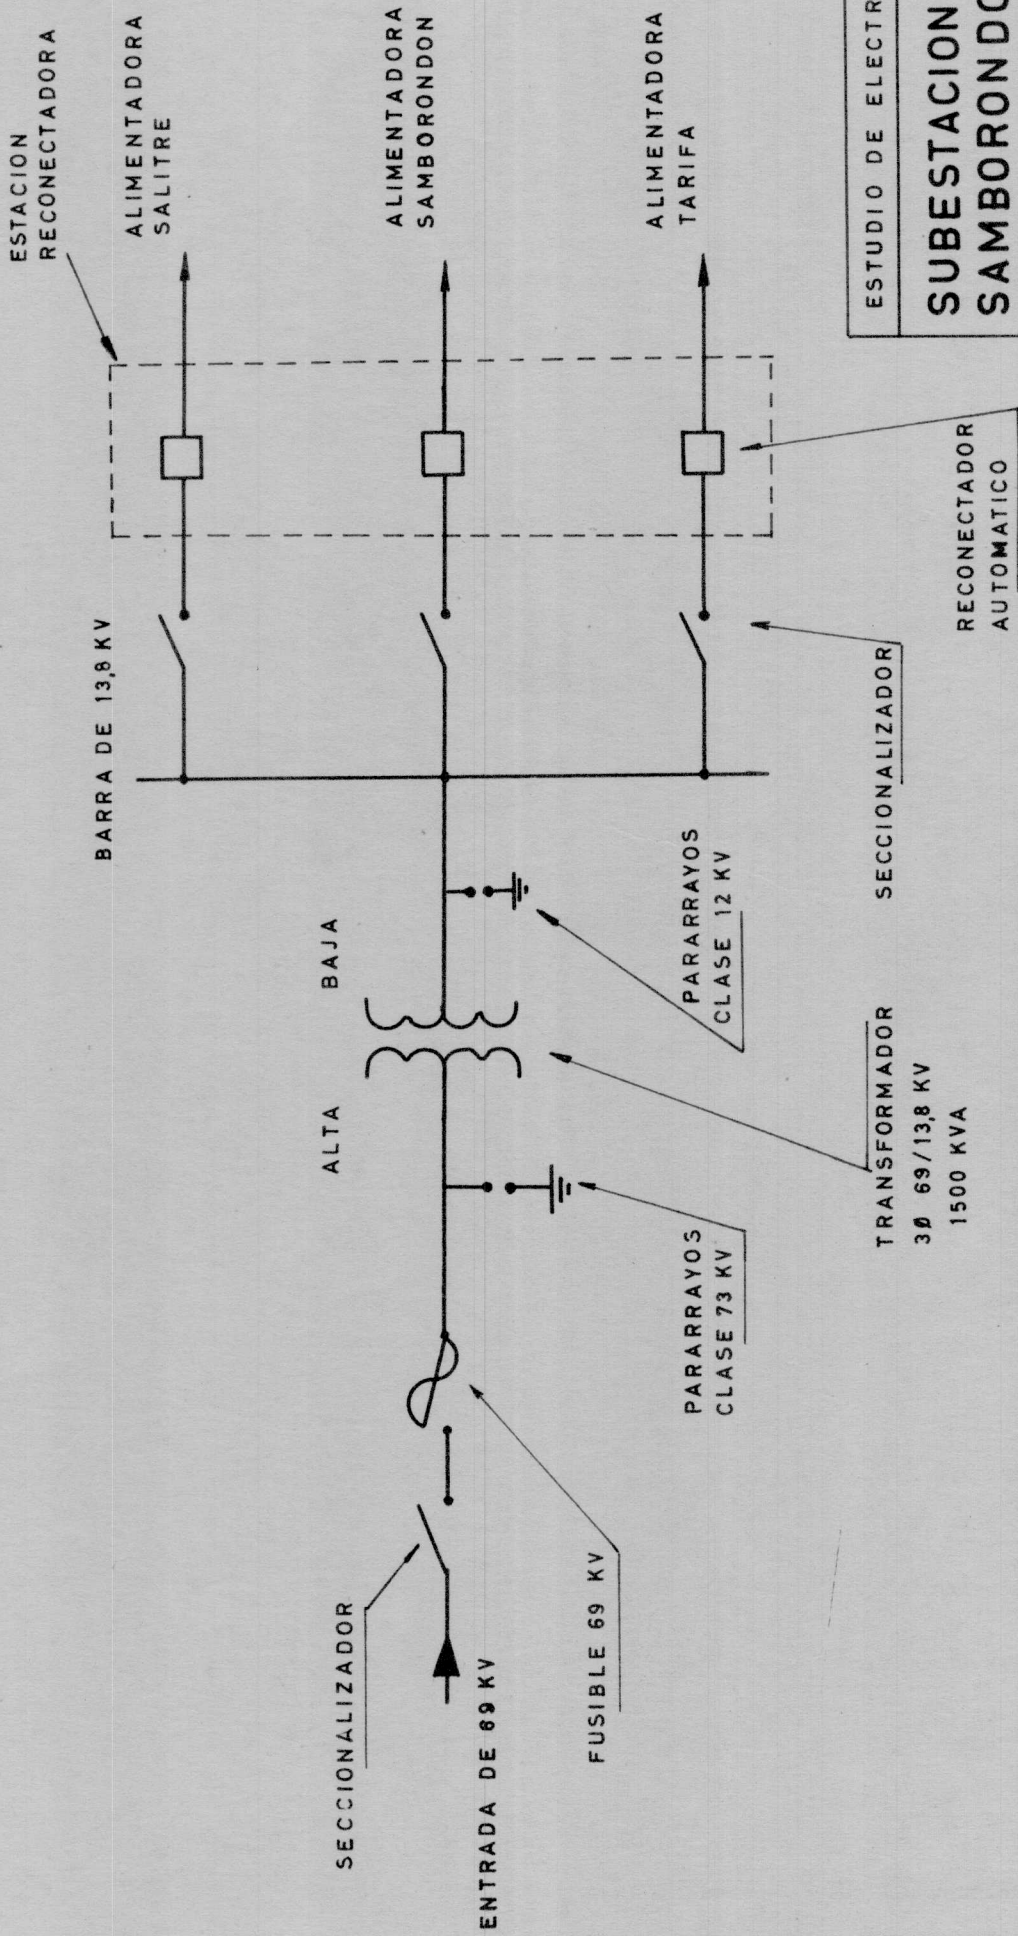 ESTACION
RECONECTADORA
ALIMENTADORA
SALITRE
ALIMENTADORA
SAMBORONDON
ALIMENTADORA
TARIFA
BARRA DE 13,8 KV
BAJA
ALTA
PARARRAYOS
CLASE 12 KV
PARARRAYOS
CLASE 73 KV
TRANSFORMADOR
3Ø 69/13,8 KV
1500 KVA
SECCIONALIZADOR
RECONECTADOR
AUTOMATICO
SECCIONALIZADOR
ENTRADA DE 69 KV
FUSIBLE 69 KV
ESTUDIO DE
SUBESTACION